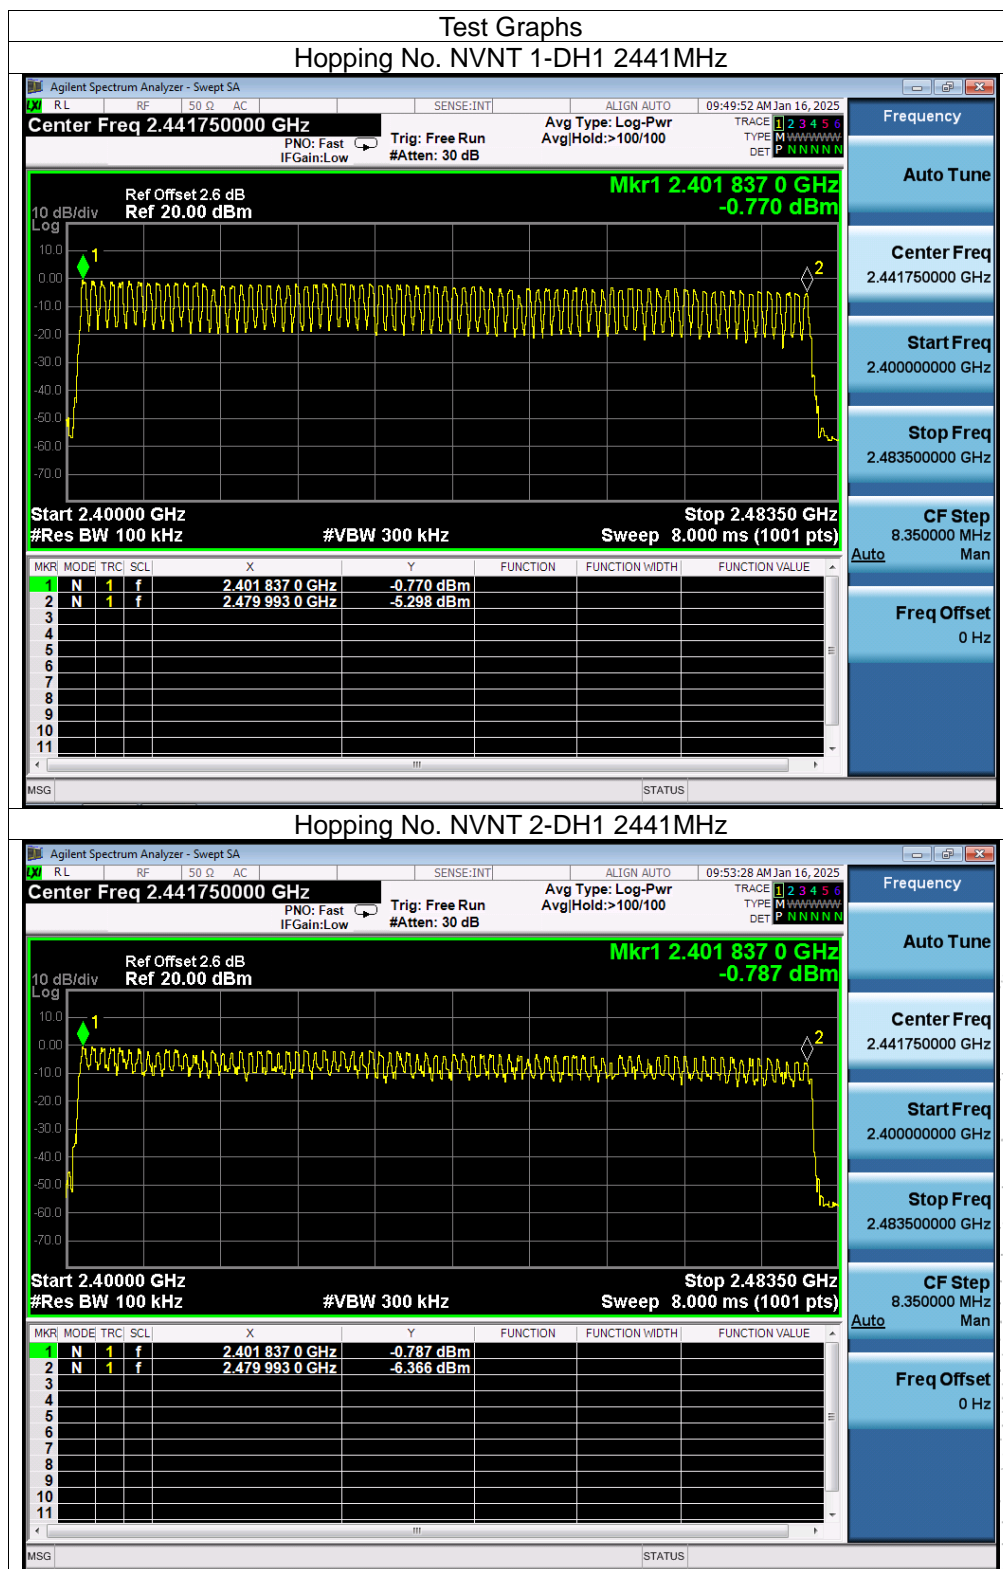 Test Graphs
Hopping No. NVNT 1-DH1 2441MHz
Agilent Spectrum Analyzer - Swept SA
LXI RL RF 50 Ω AC SENSE:INT ALIGN AUTO 09:49:52 AM Jan 16, 2025
Center Freq 2.441750000 GHz Avg Type: Log-Pwr TRACE 1 2 3 4 5 6
PNO: Fast Trig: Free Run Avg|Hold:>100/100 TYPE M WWWWW
IFGain:Low #Atten: 30 dB DET P N N N N N
Frequency
Mkr1 2.401 837 0 GHz
Ref Offset 2.6 dB
10 dB/div Ref 20.00 dBm -0.770 dBm
Log
10.0
0.00
-10.0
-20.0
-30.0
-40.0
-50.0
-60.0
-70.0
1
2
Start 2.40000 GHz Stop 2.48350 GHz
#Res BW 100 kHz #VBW 300 kHz Sweep 8.000 ms (1001 pts)
MKR MODE TRC SCL X Y FUNCTION FUNCTION WIDTH FUNCTION VALUE
1 N 1 f 2.401 837 0 GHz -0.770 dBm
2 N 1 f 2.479 993 0 GHz -5.298 dBm
3
4
5
6
7
8
9
10
11
MSG STATUS
Auto Tune
Center Freq
2.441750000 GHz
Start Freq
2.400000000 GHz
Stop Freq
2.483500000 GHz
CF Step
8.350000 MHz
Auto Man
Freq Offset
0 Hz
Hopping No. NVNT 2-DH1 2441MHz
Agilent Spectrum Analyzer - Swept SA
LXI RL RF 50 Ω AC SENSE:INT ALIGN AUTO 09:53:28 AM Jan 16, 2025
Center Freq 2.441750000 GHz Avg Type: Log-Pwr TRACE 1 2 3 4 5 6
PNO: Fast Trig: Free Run Avg|Hold:>100/100 TYPE M WWWWW
IFGain:Low #Atten: 30 dB DET P N N N N N
Frequency
Mkr1 2.401 837 0 GHz
Ref Offset 2.6 dB
10 dB/div Ref 20.00 dBm -0.787 dBm
Log
10.0
0.00
-10.0
-20.0
-30.0
-40.0
-50.0
-60.0
-70.0
1
2
Start 2.40000 GHz Stop 2.48350 GHz
#Res BW 100 kHz #VBW 300 kHz Sweep 8.000 ms (1001 pts)
MKR MODE TRC SCL X Y FUNCTION FUNCTION WIDTH FUNCTION VALUE
1 N 1 f 2.401 837 0 GHz -0.787 dBm
2 N 1 f 2.479 993 0 GHz -6.366 dBm
3
4
5
6
7
8
9
10
11
MSG STATUS
Auto Tune
Center Freq
2.441750000 GHz
Start Freq
2.400000000 GHz
Stop Freq
2.483500000 GHz
CF Step
8.350000 MHz
Auto Man
Freq Offset
0 Hz